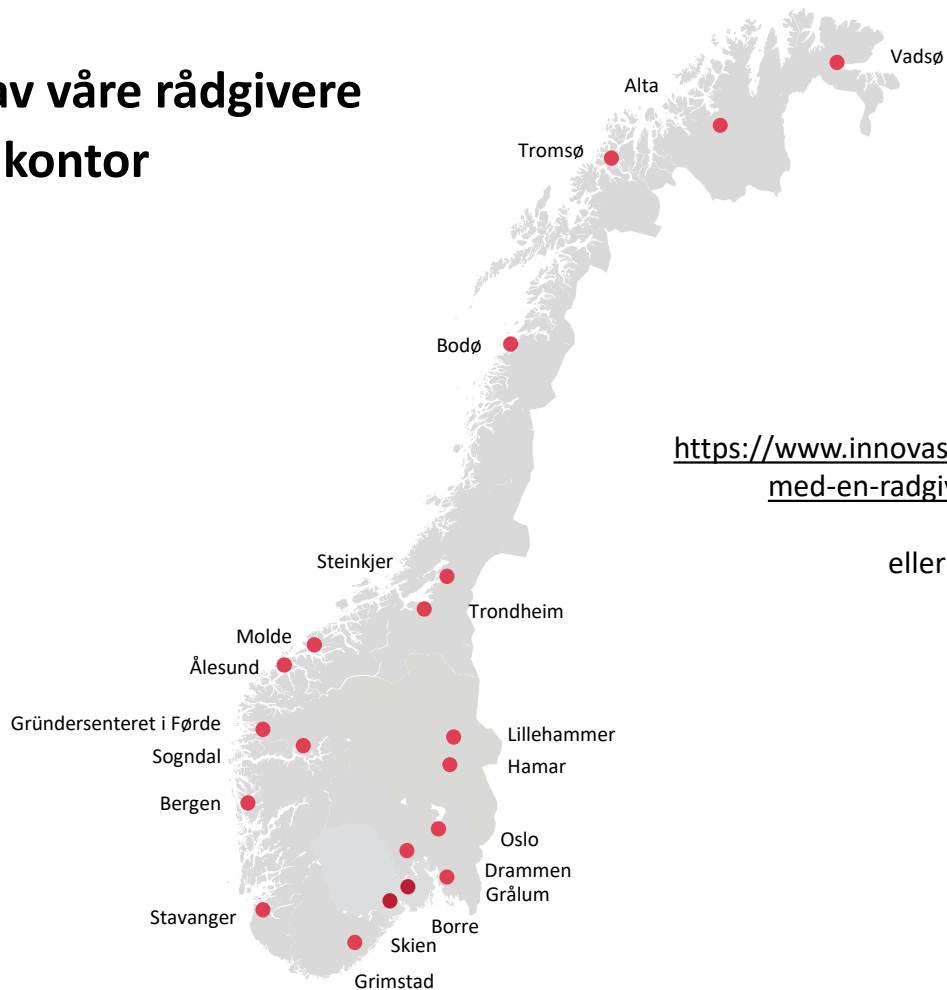 av våre rådgivere
kontor
Vadsø
Alta
Tromsø
Bodø
https://www.innovas
med-en-radgiv
eller
Steinkjer
Trondheim
Molde
Ålesund
Gründersenteret i Førde
Lillehammer
Sogndal
Hamar
Bergen
Oslo
Drammen
Grålum
Stavanger
Borre
Skien
Grimstad